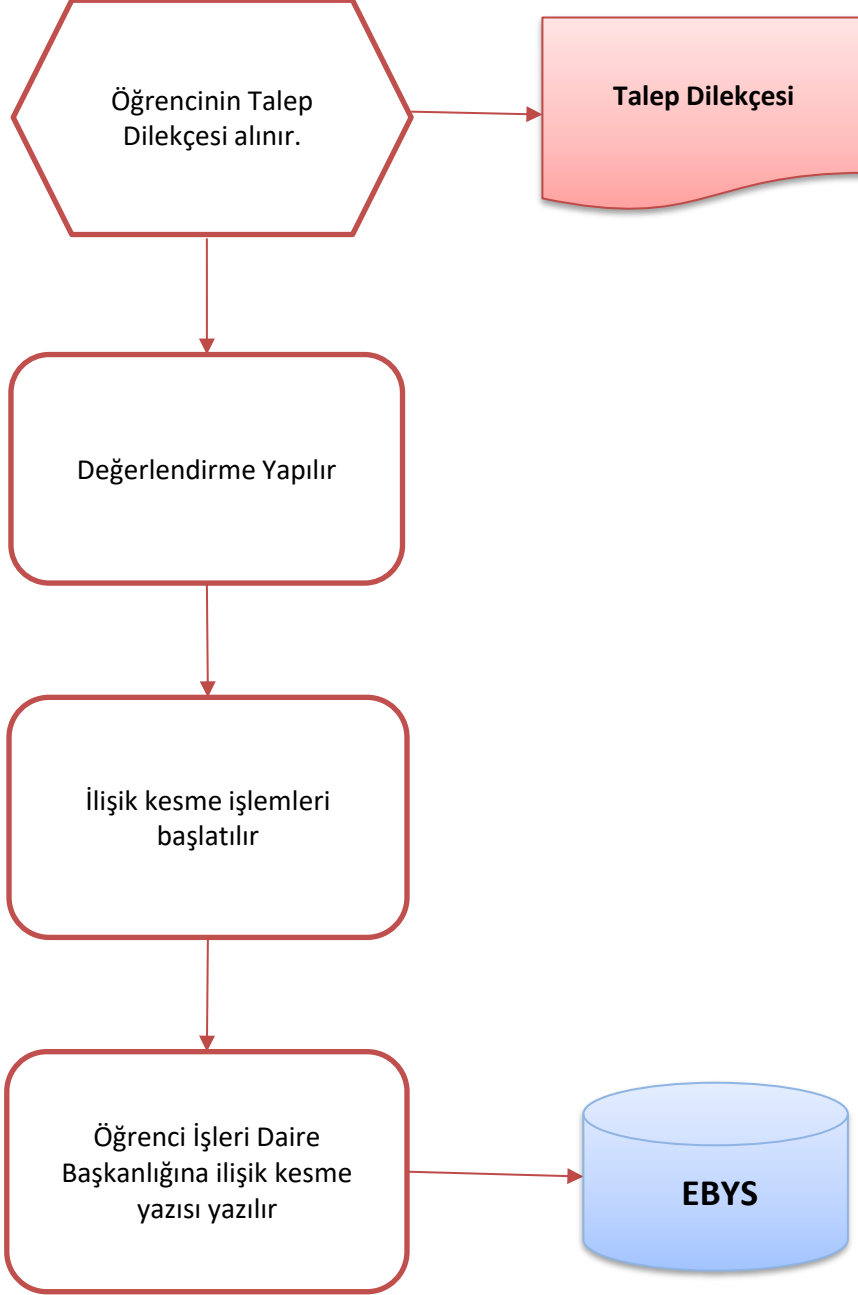 Öğrencinin Talep
Dilekçesi alınır.
Talep Dilekçesi
Değerlendirme Yapılır
İlişik kesme işlemleri
başlatılır
Öğrenci İşleri Daire
Başkanlığına ilişik kesme
yazısı yazılır
EBYS